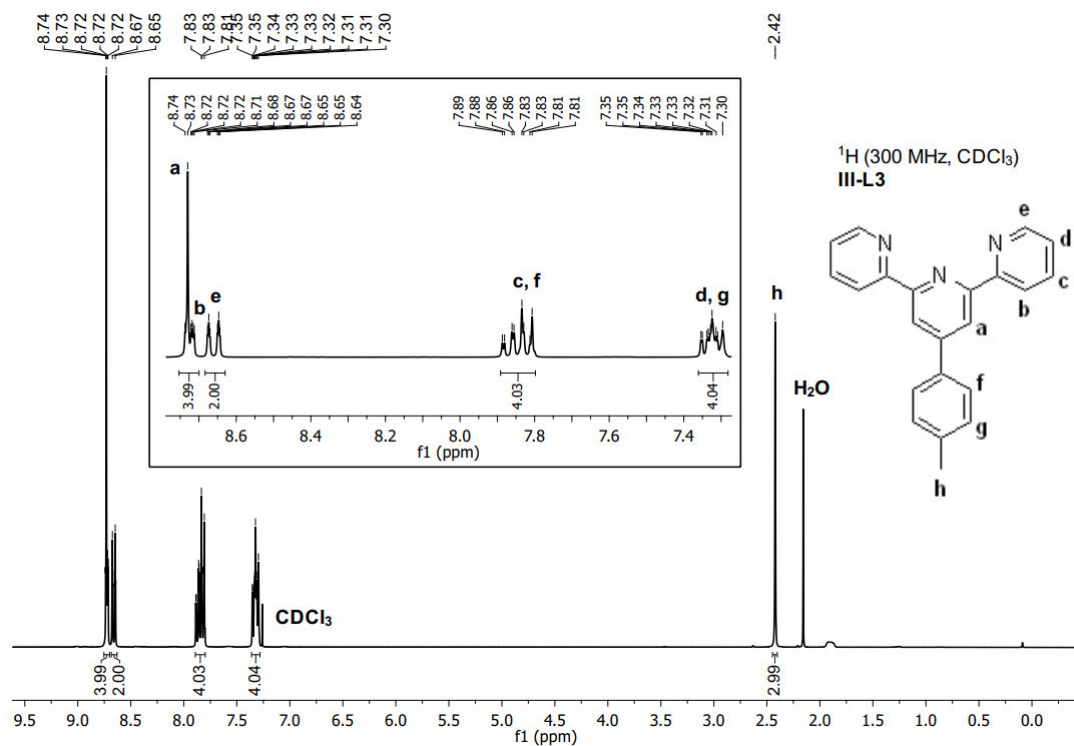 8.74
8.73
8.72
8.72
8.72
8.67
8.65
7.83
7.83
7.81
7.35
7.35
7.34
7.33
7.33
7.32
7.31
7.31
7.30
2.42
8.74
8.73
8.72
8.72
8.72
8.71
8.68
8.67
8.67
8.65
8.65
8.64
7.89
7.88
7.86
7.86
7.83
7.83
7.81
7.81
7.35
7.35
7.34
7.33
7.33
7.32
7.31
7.30
a
b
e
c, f
d, g
3.99
2.00
4.03
4.04
8.6 8.4 8.2 8.0 7.8 7.6 7.4
f1 (ppm)
¹H (300 MHz, CDCl₃)
III-L3
e
N
N
d
N
c
b
a
f
g
h
h
H₂O
CDCl₃
3.99
2.00
4.03
4.04
2.99
9.5 9.0 8.5 8.0 7.5 7.0 6.5 6.0 5.5 5.0 4.5 4.0 3.5 3.0 2.5 2.0 1.5 1.0 0.5 0.0
f1 (ppm)